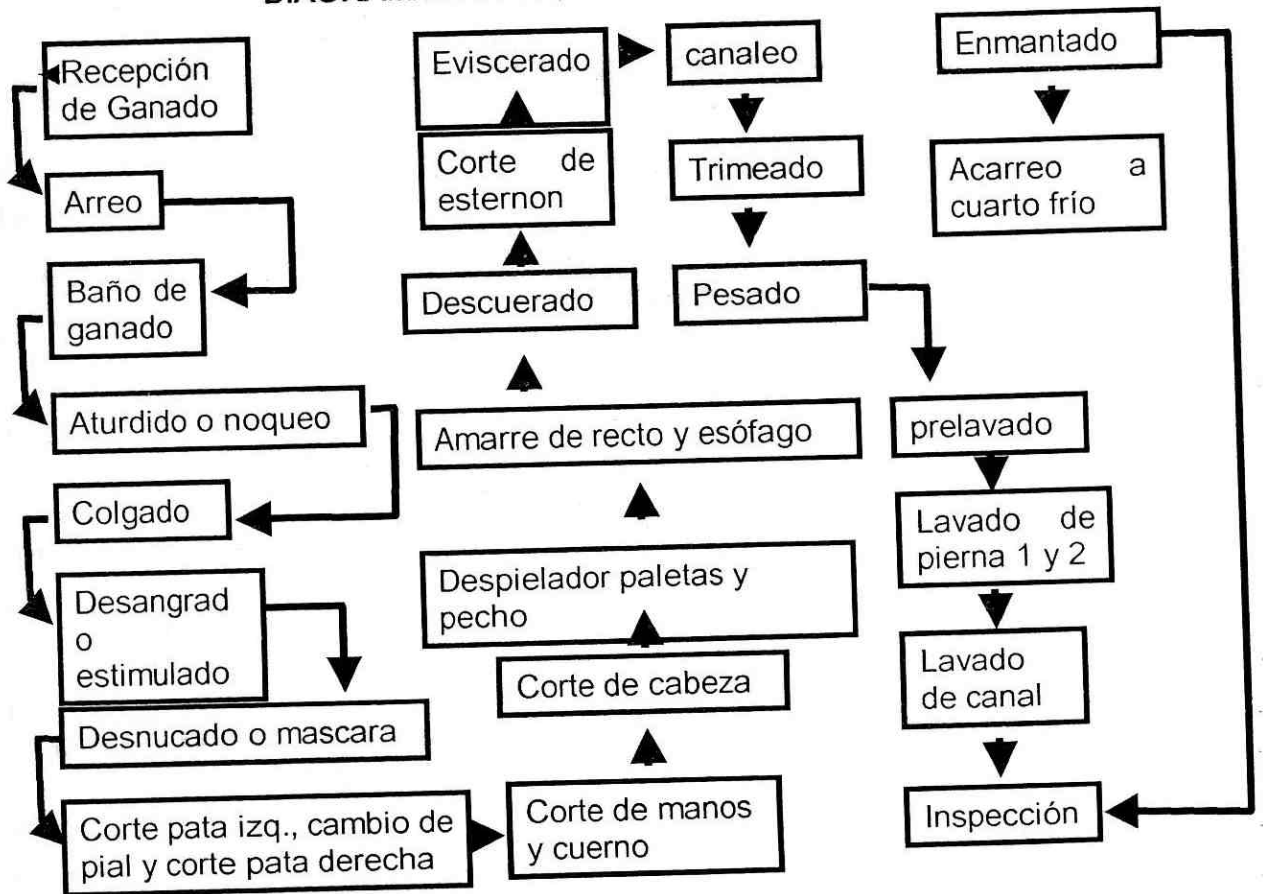 Recepción
de Ganado
Arreo
Baño de
ganado
Aturdido o noqueo
Colgado
Desangrad
o
estimulado
Desnucado o mascara
Corte pata izq., cambio de
pial y corte pata derecha
Corte de manos
y cuerno
Corte de cabeza
Despielador paletas y
pecho
Amarre de recto y esófago
Descuerado
Corte de
esternon
Eviscerado
canaleo
Trimeado
Pesado
prelavado
Lavado de
pierna 1 y 2
Lavado
de canal
Inspección
Enmantado
Acarreo a
cuarto frío